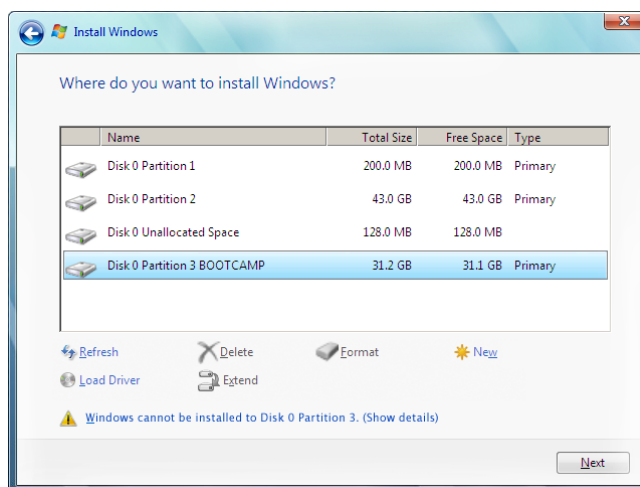 Install Windows
Where do you want to install Windows?
Name Total Size Free Space Type
Disk 0 Partition 1 200.0 MB 200.0 MB Primary
Disk 0 Partition 2 43.0 GB 43.0 GB Primary
Disk 0 Unallocated Space 128.0 MB 128.0 MB
Disk 0 Partition 3 BOOTCAMP 31.2 GB 31.1 GB Primary
Refresh Delete Format New
Load Driver Extend
Windows cannot be installed to Disk 0 Partition 3. (Show details)
Next